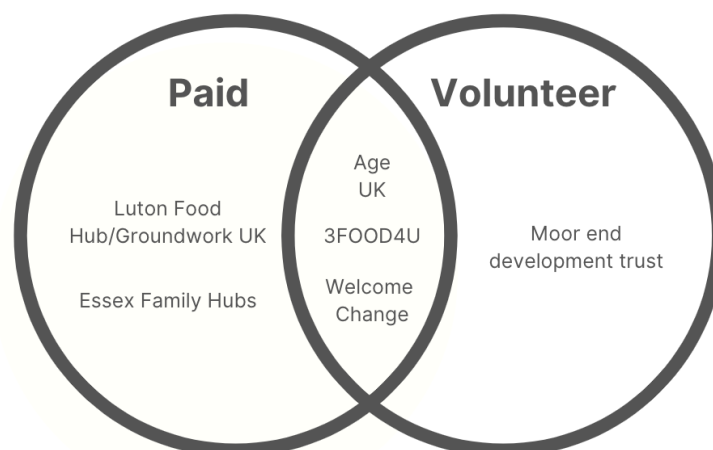 Paid
Volunteer
Luton Food
Hub/Groundwork UK
Essex Family Hubs
Age
UK
3FOOD4U
Welcome
Change
Moor end
development trust